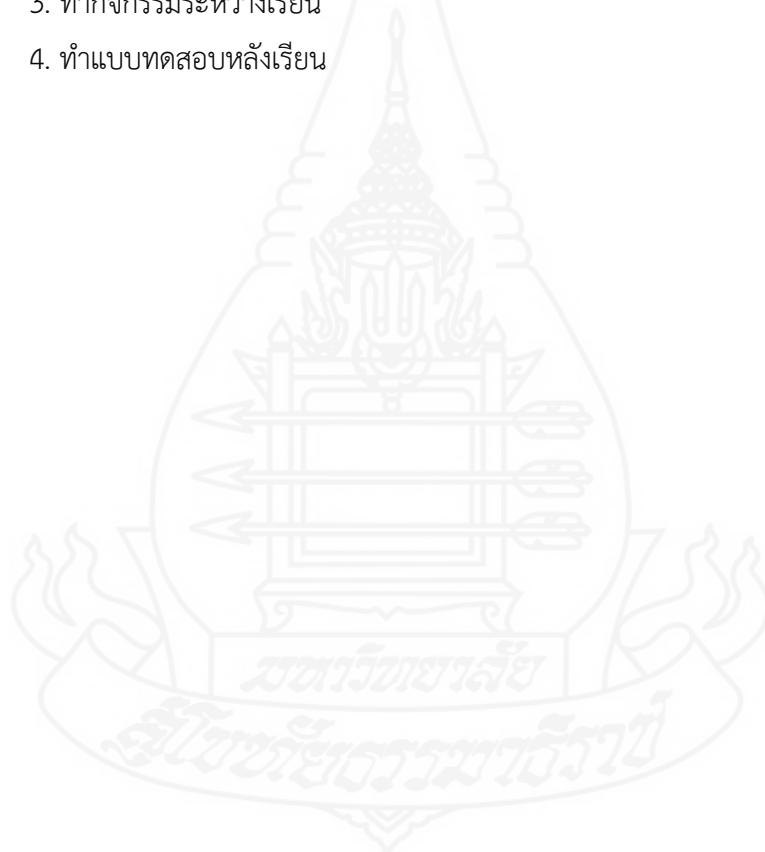 3. ทำกิจกรรมระหว่างเรียน
4. ทำแบบทดสอบหลังเรียน
มหาวิทยาลัย
สุโขทัยธรรมาธิราช